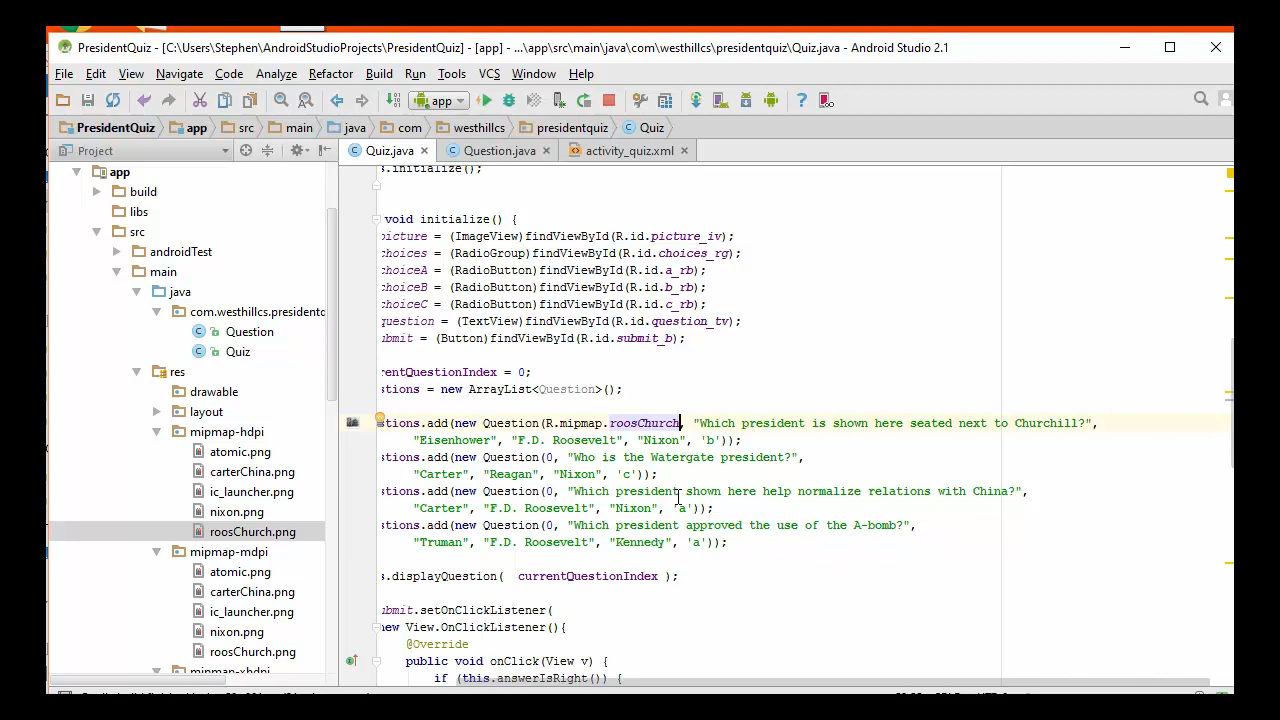 PresidentQuiz - [C:\Users\Stephen\AndroidStudioProjects\PresidentQuiz] - [app] - ...\app\src\main\java\com\westhillcs\presidentquiz\Quiz.java - Android Studio 2.1
File Edit View Navigate Code Analyze Refactor Build Run Tools VCS Window Help
app
PresidentQuiz app src main java com westhillcs presidentquiz Quiz
Project
Quiz.java Question.java activity_quiz.xml
app
build
libs
src
androidTest
main
java
com.westhillcs.presidentq
Question
Quiz
res
drawable
layout
mipmap-hdpi
atomic.png
carterChina.png
ic_launcher.png
nixon.png
roosChurch.png
mipmap-mdpi
atomic.png
carterChina.png
ic_launcher.png
nixon.png
roosChurch.png
mipmap-xhdpi
s.initialize();
void initialize() {
picture = (ImageView)findViewById(R.id.picture_iv);
choices = (RadioGroup)findViewById(R.id.choices_rg);
choiceA = (RadioButton)findViewById(R.id.a_rb);
choiceB = (RadioButton)findViewById(R.id.b_rb);
choiceC = (RadioButton)findViewById(R.id.c_rb);
question = (TextView)findViewById(R.id.question_tv);
ubmit = (Button)findViewById(R.id.submit_b);
rentQuestionIndex = 0;
stions = new ArrayList<Question>();
stions.add(new Question(R.mipmap.roosChurch, "Which president is shown here seated next to Churchill?",
"Eisenhower", "F.D. Roosevelt", "Nixon", 'b'));
stions.add(new Question(0, "Who is the Watergate president?",
"Carter", "Reagan", "Nixon", 'c'));
stions.add(new Question(0, "Which president shown here help normalize relations with China?",
"Carter", "F.D. Roosevelt", "Nixon", 'a'));
stions.add(new Question(0, "Which president approved the use of the A-bomb?",
"Truman", "F.D. Roosevelt", "Kennedy", 'a'));
s.displayQuestion( currentQuestionIndex );
ubmit.setOnClickListener(
new View.OnClickListener(){
@Override
public void onClick(View v) {
if (this.answerIsRight()) {